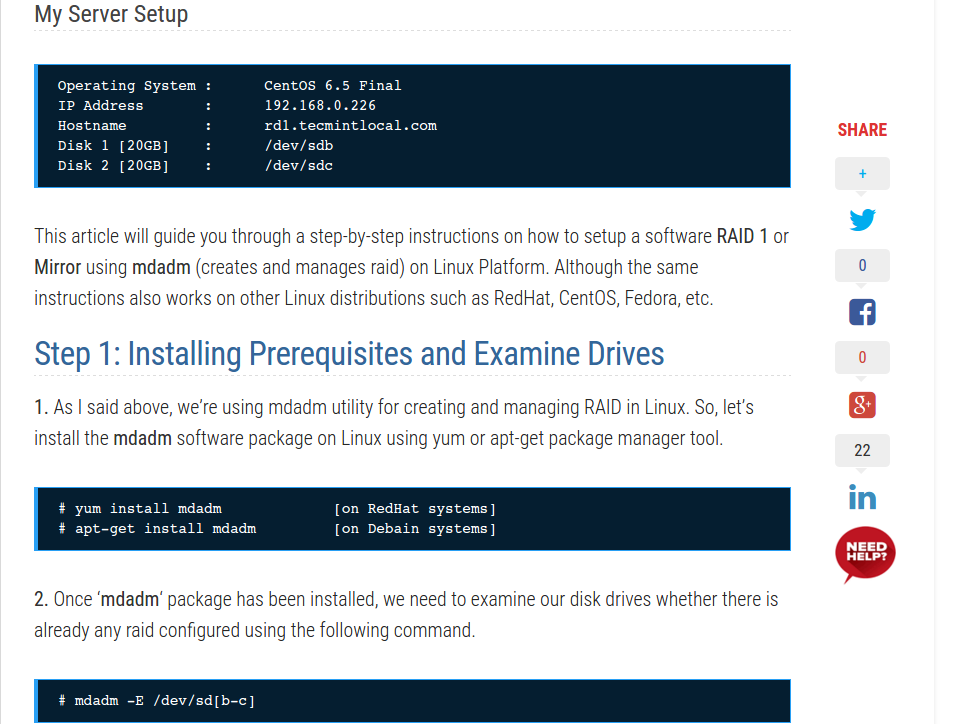 My Server Setup
Operating System : CentOS 6.5 Final
IP Address : 192.168.0.226
Hostname : rd1.tecmintlocal.com
Disk 1 [20GB] : /dev/sdb
Disk 2 [20GB] : /dev/sdc
This article will guide you through a step-by-step instructions on how to setup a software RAID 1 or
Mirror using mdadm (creates and manages raid) on Linux Platform. Although the same
instructions also works on other Linux distributions such as RedHat, CentOS, Fedora, etc.
Step 1: Installing Prerequisites and Examine Drives
1. As I said above, we’re using mdadm utility for creating and managing RAID in Linux. So, let’s
install the mdadm software package on Linux using yum or apt-get package manager tool.
# yum install mdadm [on RedHat systems]
# apt-get install mdadm [on Debain systems]
2. Once ‘mdadm‘ package has been installed, we need to examine our disk drives whether there is
already any raid configured using the following command.
# mdadm -E /dev/sd[b-c]
SHARE
+
0
f
0
g+
22
in
NEED
HELP?